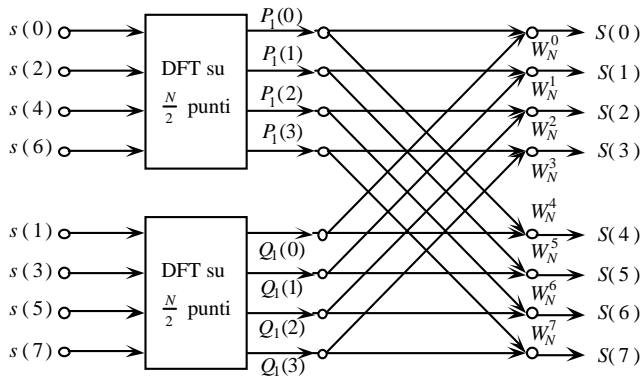 s(0) P₁(0) S(0)
W_N^0
s(2) P₁(1) S(1)
DFT su W_N^1
s(4) N/2 punti P₁(2) S(2)
W_N^2
s(6) P₁(3) S(3)
W_N^3
W_N^4
s(1) Q₁(0) S(4)
W_N^5
s(3) Q₁(1) S(5)
DFT su W_N^6
s(5) N/2 punti Q₁(2) S(6)
W_N^7
s(7) Q₁(3) S(7)